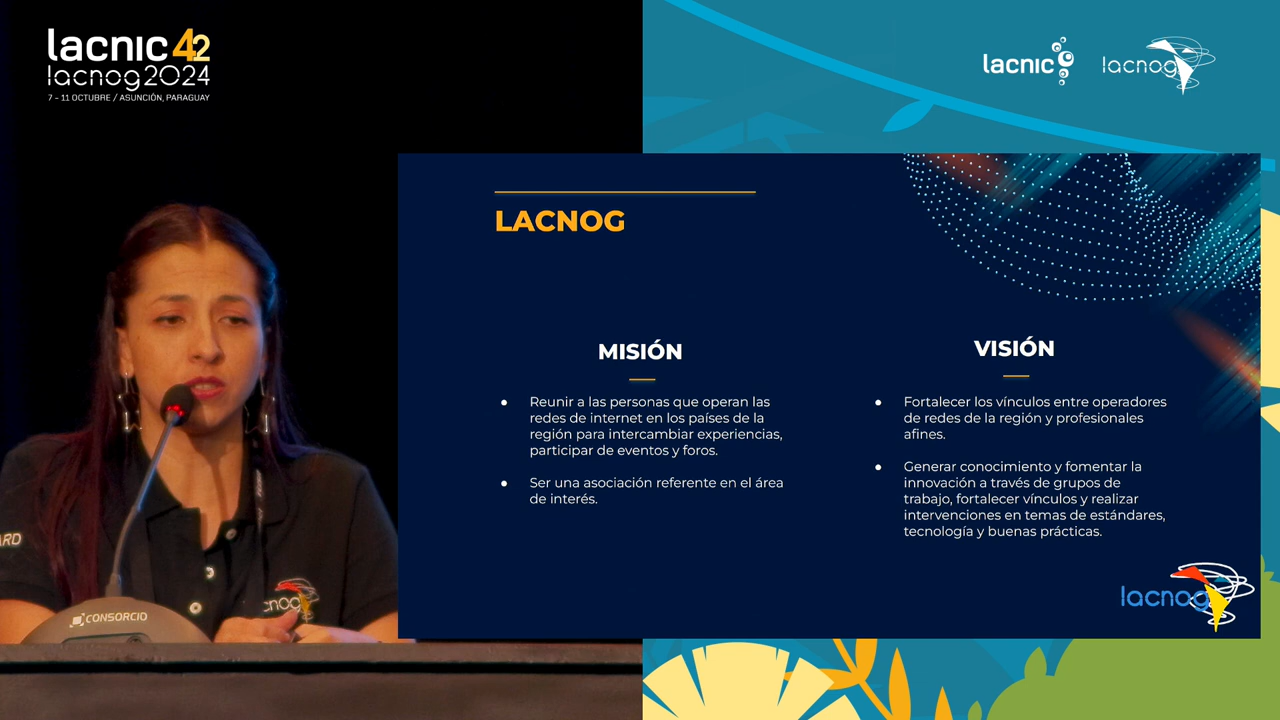 lacnic 42
lacnog2024
7 - 11 OCTUBRE / ASUNCIÓN, PARAGUAY
lacnic
lacnog
LACNOG
MISIÓN
• Reunir a las personas que operan las
redes de internet en los países de la
región para intercambiar experiencias,
participar de eventos y foros.
• Ser una asociación referente en el área
de interés.
VISIÓN
• Fortalecer los vínculos entre operadores
de redes de la región y profesionales
afines.
• Generar conocimiento y fomentar la
innovación a través de grupos de
trabajo, fortalecer vínculos y realizar
intervenciones en temas de estándares,
tecnología y buenas prácticas.
lacnog
ARD
cnog
CONSORCIO